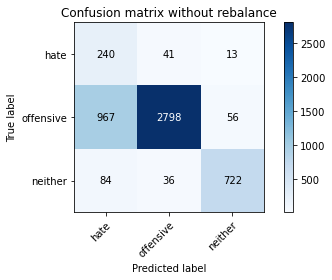 Confusion matrix without rebalance
True label
hate
offensive
neither
240 41 13
967 2798 56
84 36 722
hate offensive neither
Predicted label
2500
2000
1500
1000
500